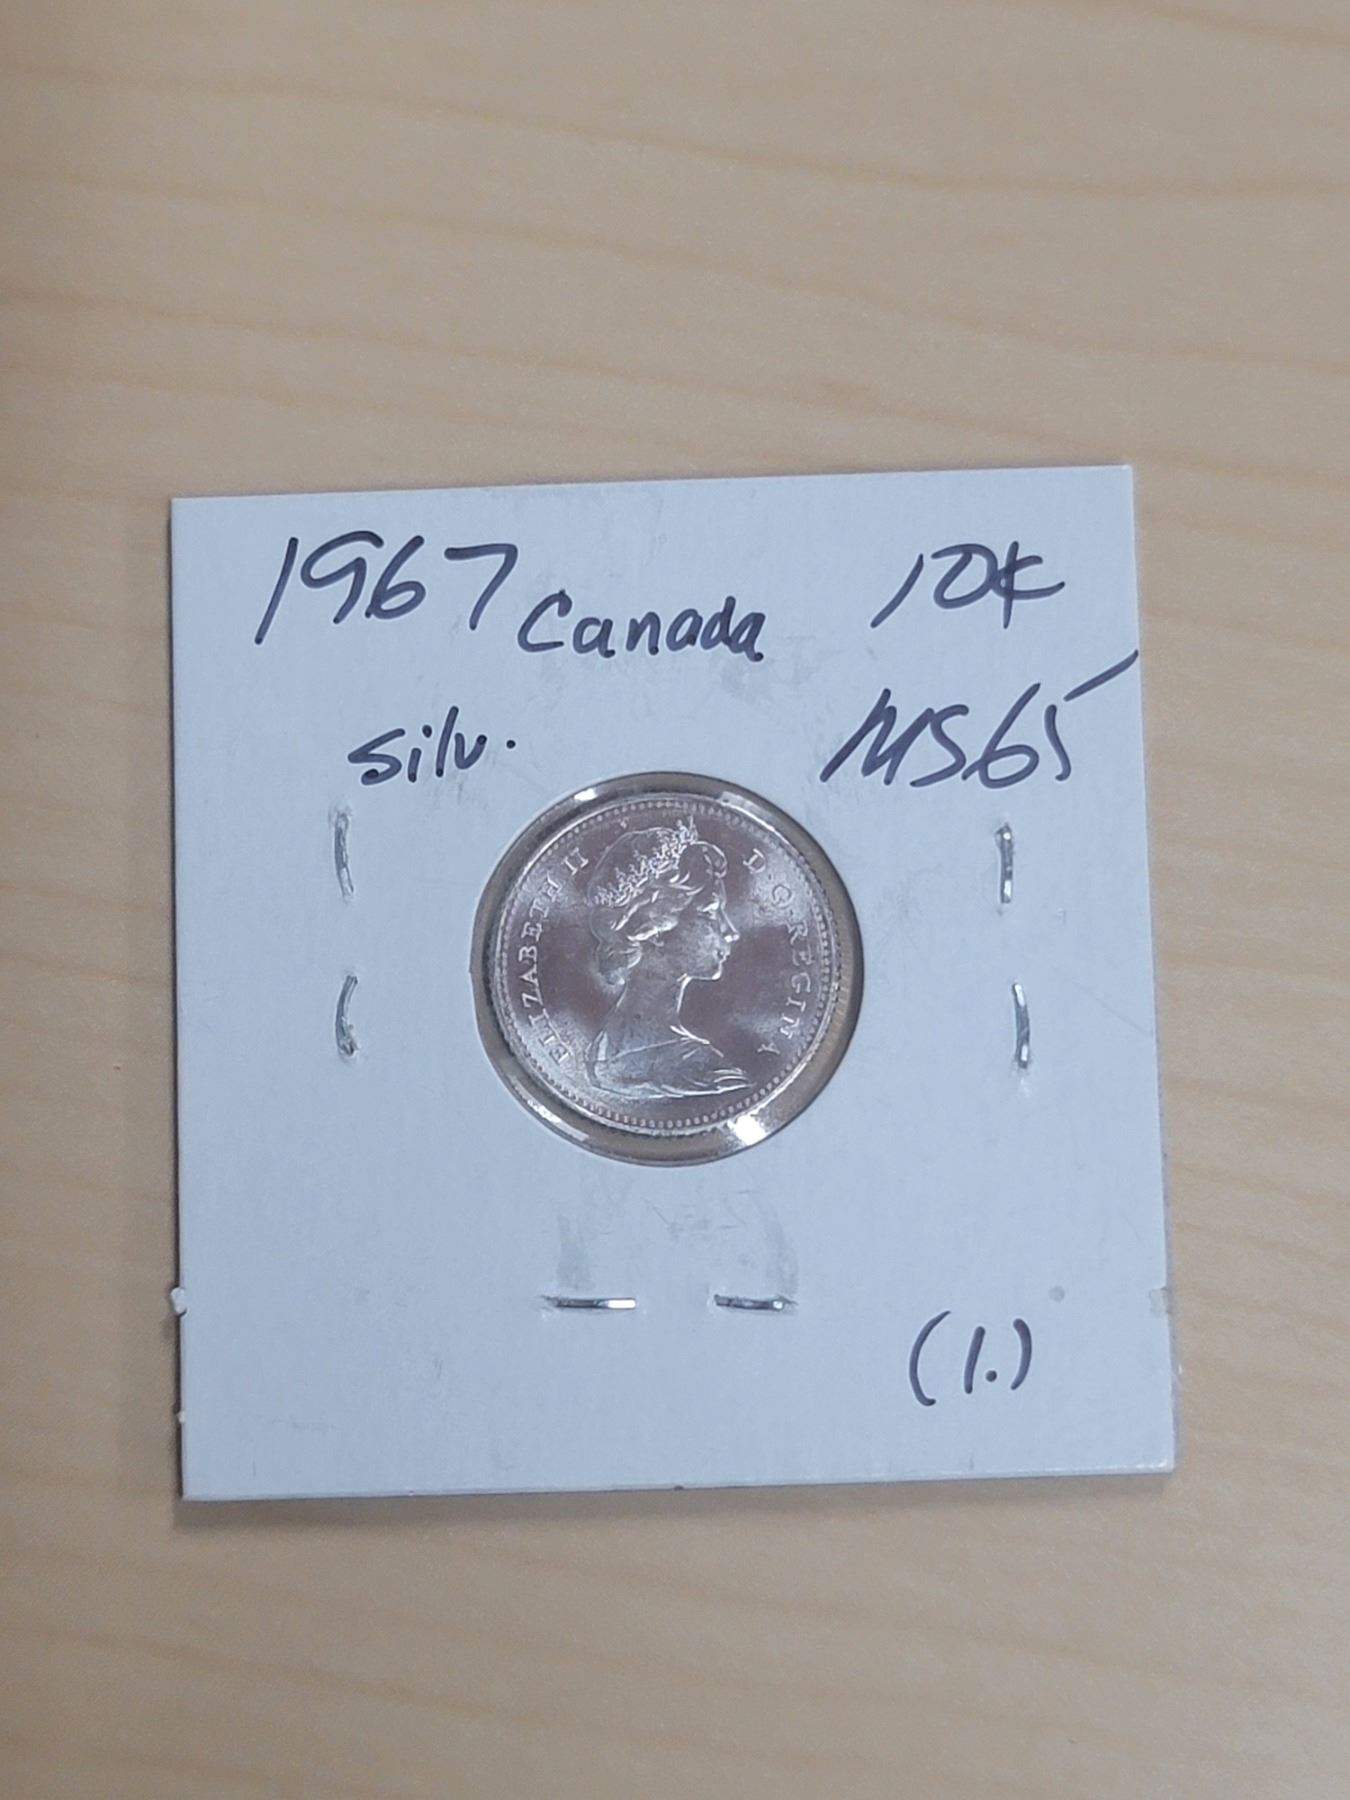 1967 Canada 10¢
Silv. MS65
ELIZABETH II D·G·REGINA
(1.)